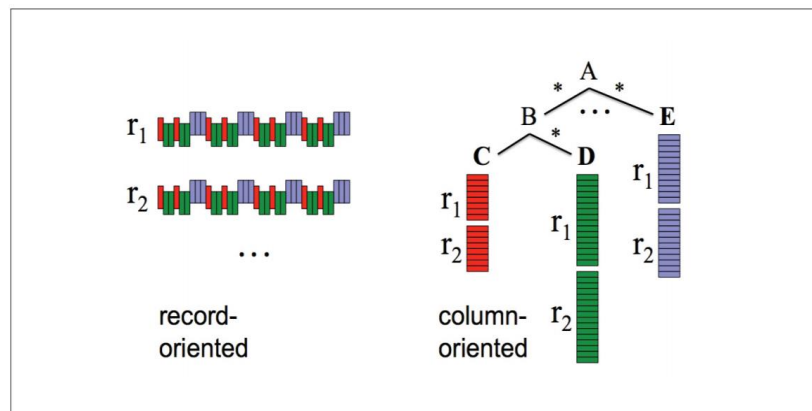 r1
r2
...
record-
oriented
A
* *
B ... E
*
C D
r1 r1 r1
r2 r2 r2
column-
oriented